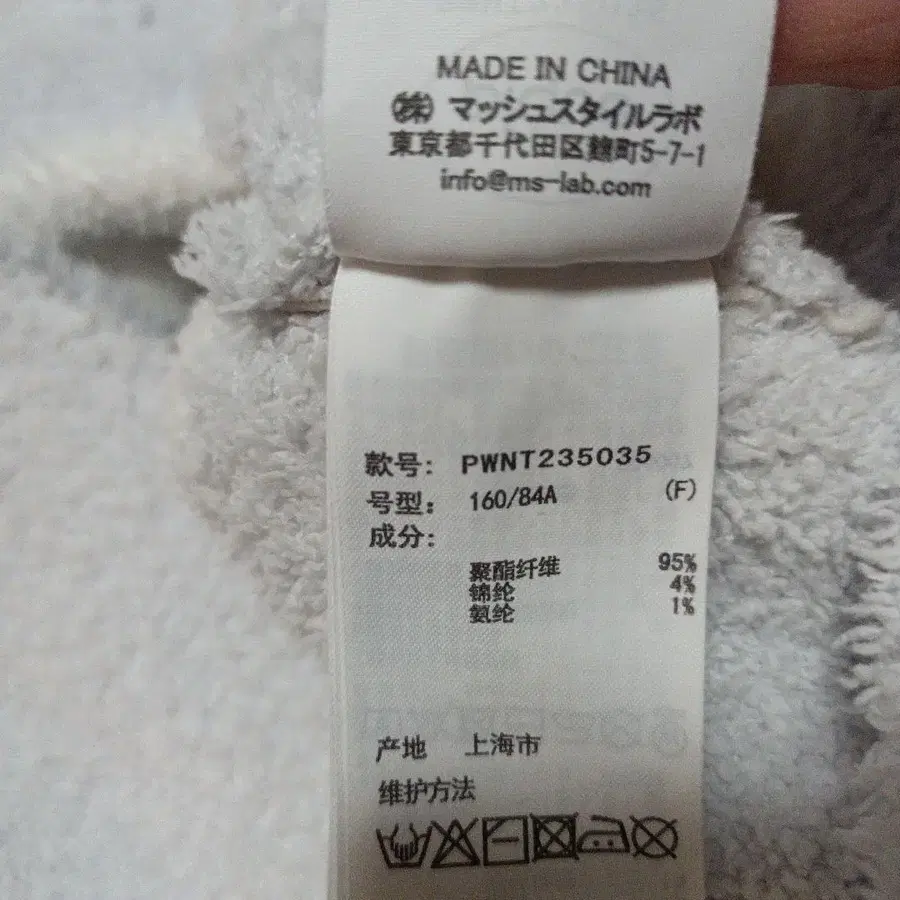 MADE IN CHINA
㈱ マッシュスタイルラボ
東京都千代田区麹町5-7-1
info@ms-lab.com
款号: PWNT235035
号型: 160/84A (F)
成分:
聚酯纤维 95%
锦纶 4%
氨纶 1%
产地 上海市
维护方法